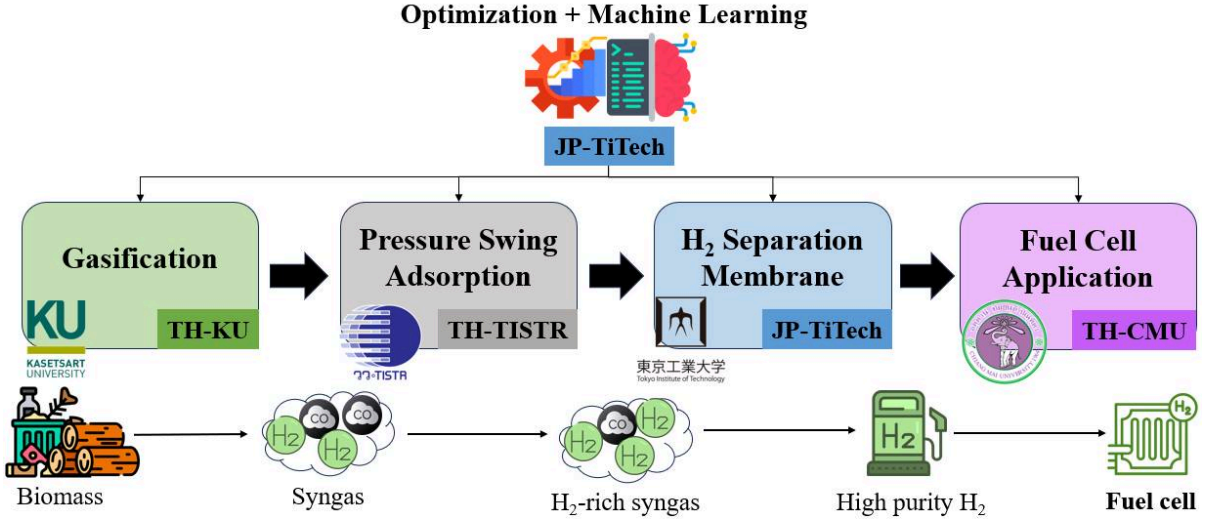 Optimization + Machine Learning
JP-TiTech
Gasification
KU
KASETSART
UNIVERSITY
TH-KU
Pressure Swing
Adsorption
TISTR
TH-TISTR
H₂ Separation
Membrane
東京工業大学
Tokyo Institute of Technology
JP-TiTech
Fuel Cell
Application
TH-CMU
Biomass
H₂
CO
CO
H₂
Syngas
H₂
CO
H₂
H₂
H₂-rich syngas
H₂
High purity H₂
H₂
Fuel cell